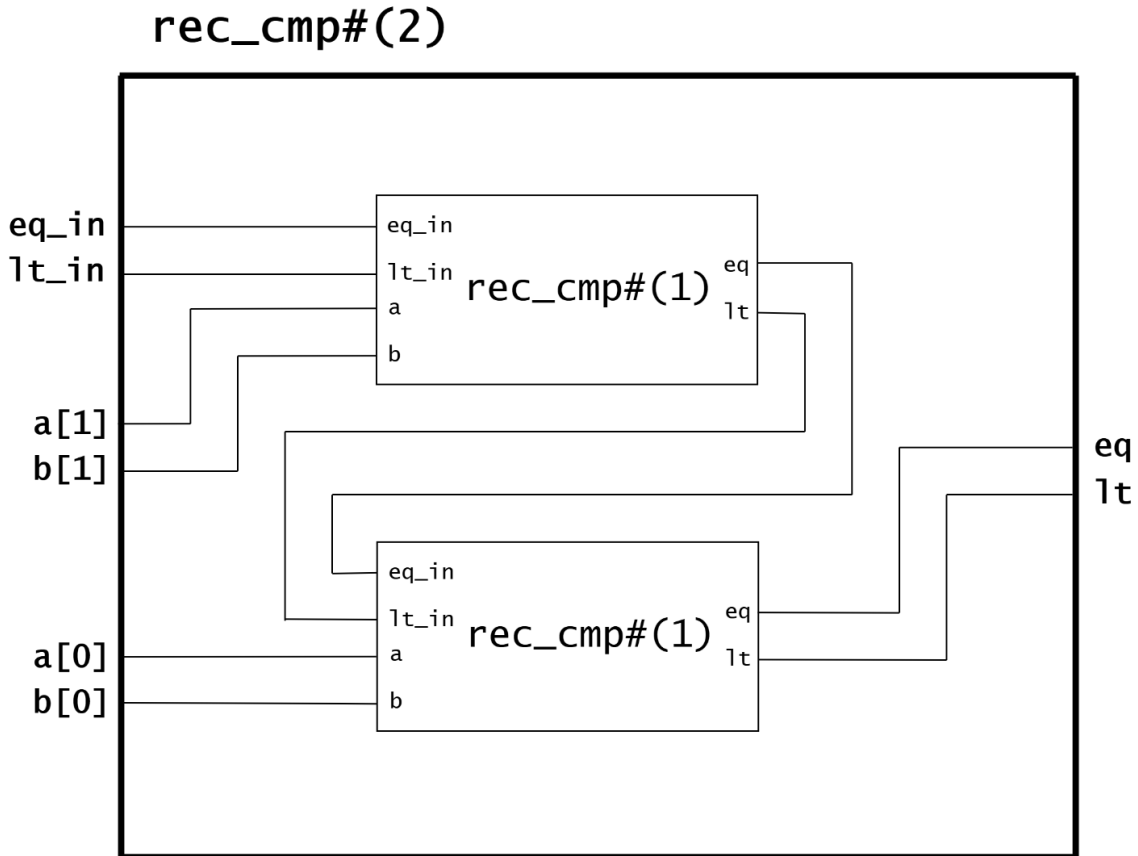 rec_cmp#(2)
eq_in
lt_in
a[1]
b[1]
a[0]
b[0]
eq_in
lt_in
a
b
rec_cmp#(1)
eq
lt
eq_in
lt_in
a
b
rec_cmp#(1)
eq
lt
eq
lt